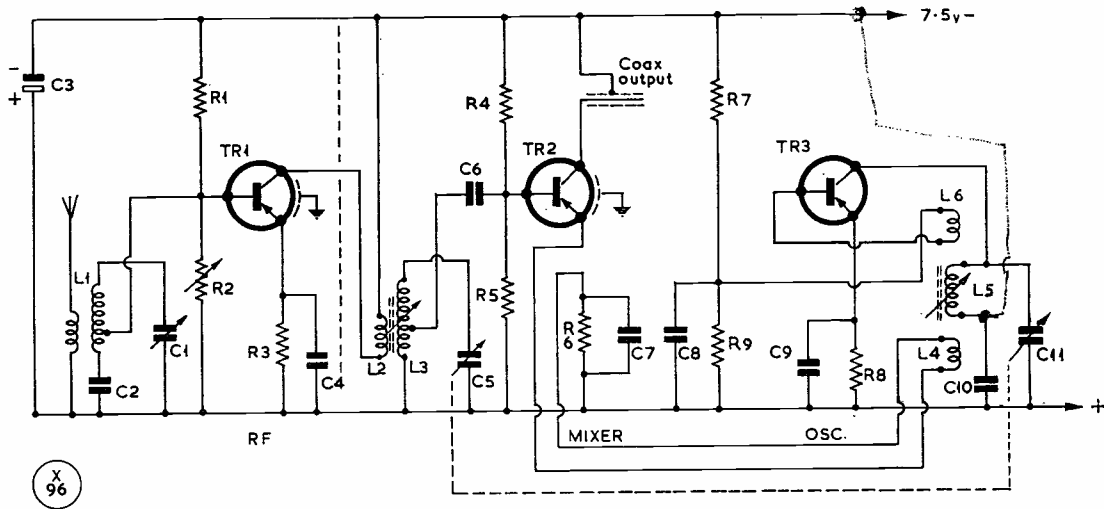 7·5v-
- C3
+
R1
R4
Coax
output
R7
TR1
C6
TR2
TR3
L6
L1
R2
R5
L5
C1
R3
C4
L2
L3
C5
R
6
C7
C8
R9
C9
R8
L4
C11
C2
C10
+
RF
MIXER
OSC.
X
96